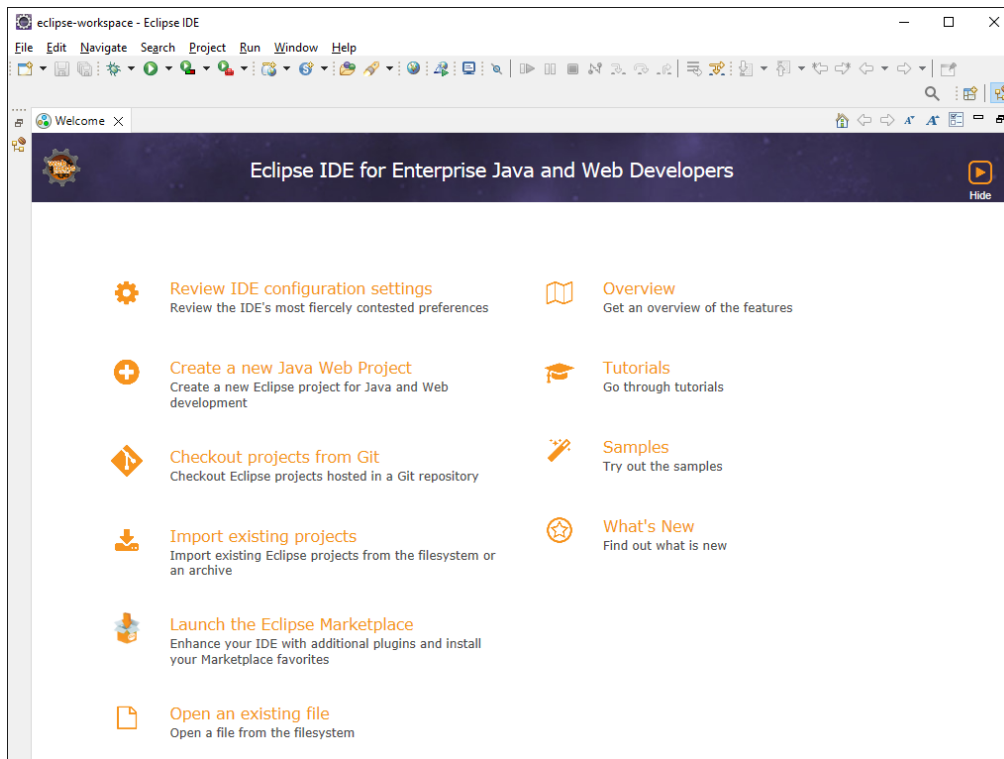 eclipse-workspace - Eclipse IDE
File Edit Navigate Search Project Run Window Help
Welcome
Eclipse IDE for Enterprise Java and Web Developers
Hide
Review IDE configuration settings
Review the IDE's most fiercely contested preferences
Create a new Java Web Project
Create a new Eclipse project for Java and Web
development
Checkout projects from Git
Checkout Eclipse projects hosted in a Git repository
Import existing projects
Import existing Eclipse projects from the filesystem or
an archive
Launch the Eclipse Marketplace
Enhance your IDE with additional plugins and install
your Marketplace favorites
Open an existing file
Open a file from the filesystem
Overview
Get an overview of the features
Tutorials
Go through tutorials
Samples
Try out the samples
What's New
Find out what is new